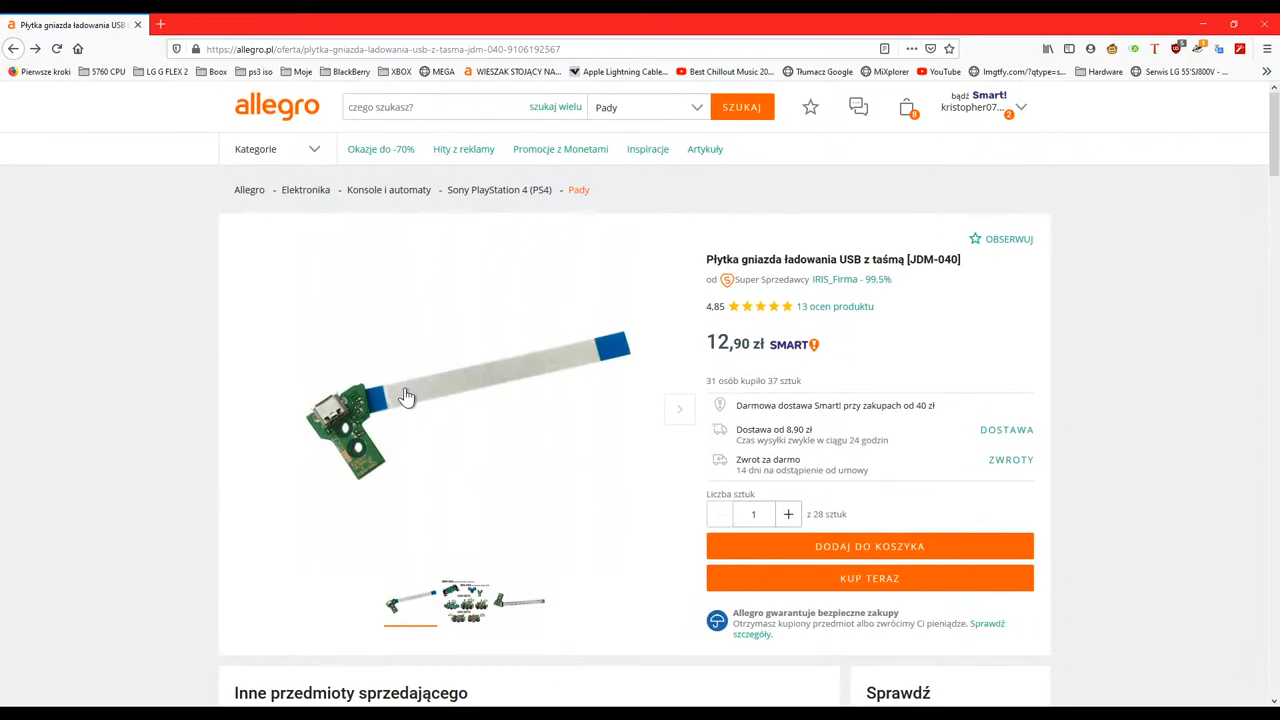 Płytka gniazda ładowania USB z
https://allegro.pl/oferta/plytka-gniazda-ladowania-usb-z-tasma-jdm-040-9106192567
Pierwsze kroki 5760 CPU LG G FLEX 2 Boox ps3 iso Moje BlackBerry XBOX MEGA WIESZAK STOJĄCY NA... Apple Lightning Cable... Best Chillout Music 20... Tłumacz Google MiXplorer YouTube lmgtfy.com/?qtype=s... Hardware Serwis LG 55'SJ800V - ...
allegro
czego szukasz? szukaj wielu Pady SZUKAJ
bądź Smart!
kristopher07...
8
2
Kategorie Okazje do -70% Hity z reklamy Promocje z Monetami Inspiracje Artykuły
Allegro - Elektronika - Konsole i automaty - Sony PlayStation 4 (PS4) - Pady
OBSERWUJ
Płytka gniazda ładowania USB z taśmą [JDM-040]
od Super Sprzedawcy IRIS_Firma - 99.5%
4,85 13 ocen produktu
12,90 zł SMART!
31 osób kupiło 37 sztuk
Darmowa dostawa Smart! przy zakupach od 40 zł
Dostawa od 8,90 zł
Czas wysyłki zwykle w ciągu 24 godzin
DOSTAWA
Zwrot za darmo
14 dni na odstąpienie od umowy
ZWROTY
Liczba sztuk
1 + z 28 sztuk
DODAJ DO KOSZYKA
KUP TERAZ
Allegro gwarantuje bezpieczne zakupy
Otrzymasz kupiony przedmiot albo zwrócimy Ci pieniądze. Sprawdź
szczegóły.
Inne przedmioty sprzedającego
Sprawdź